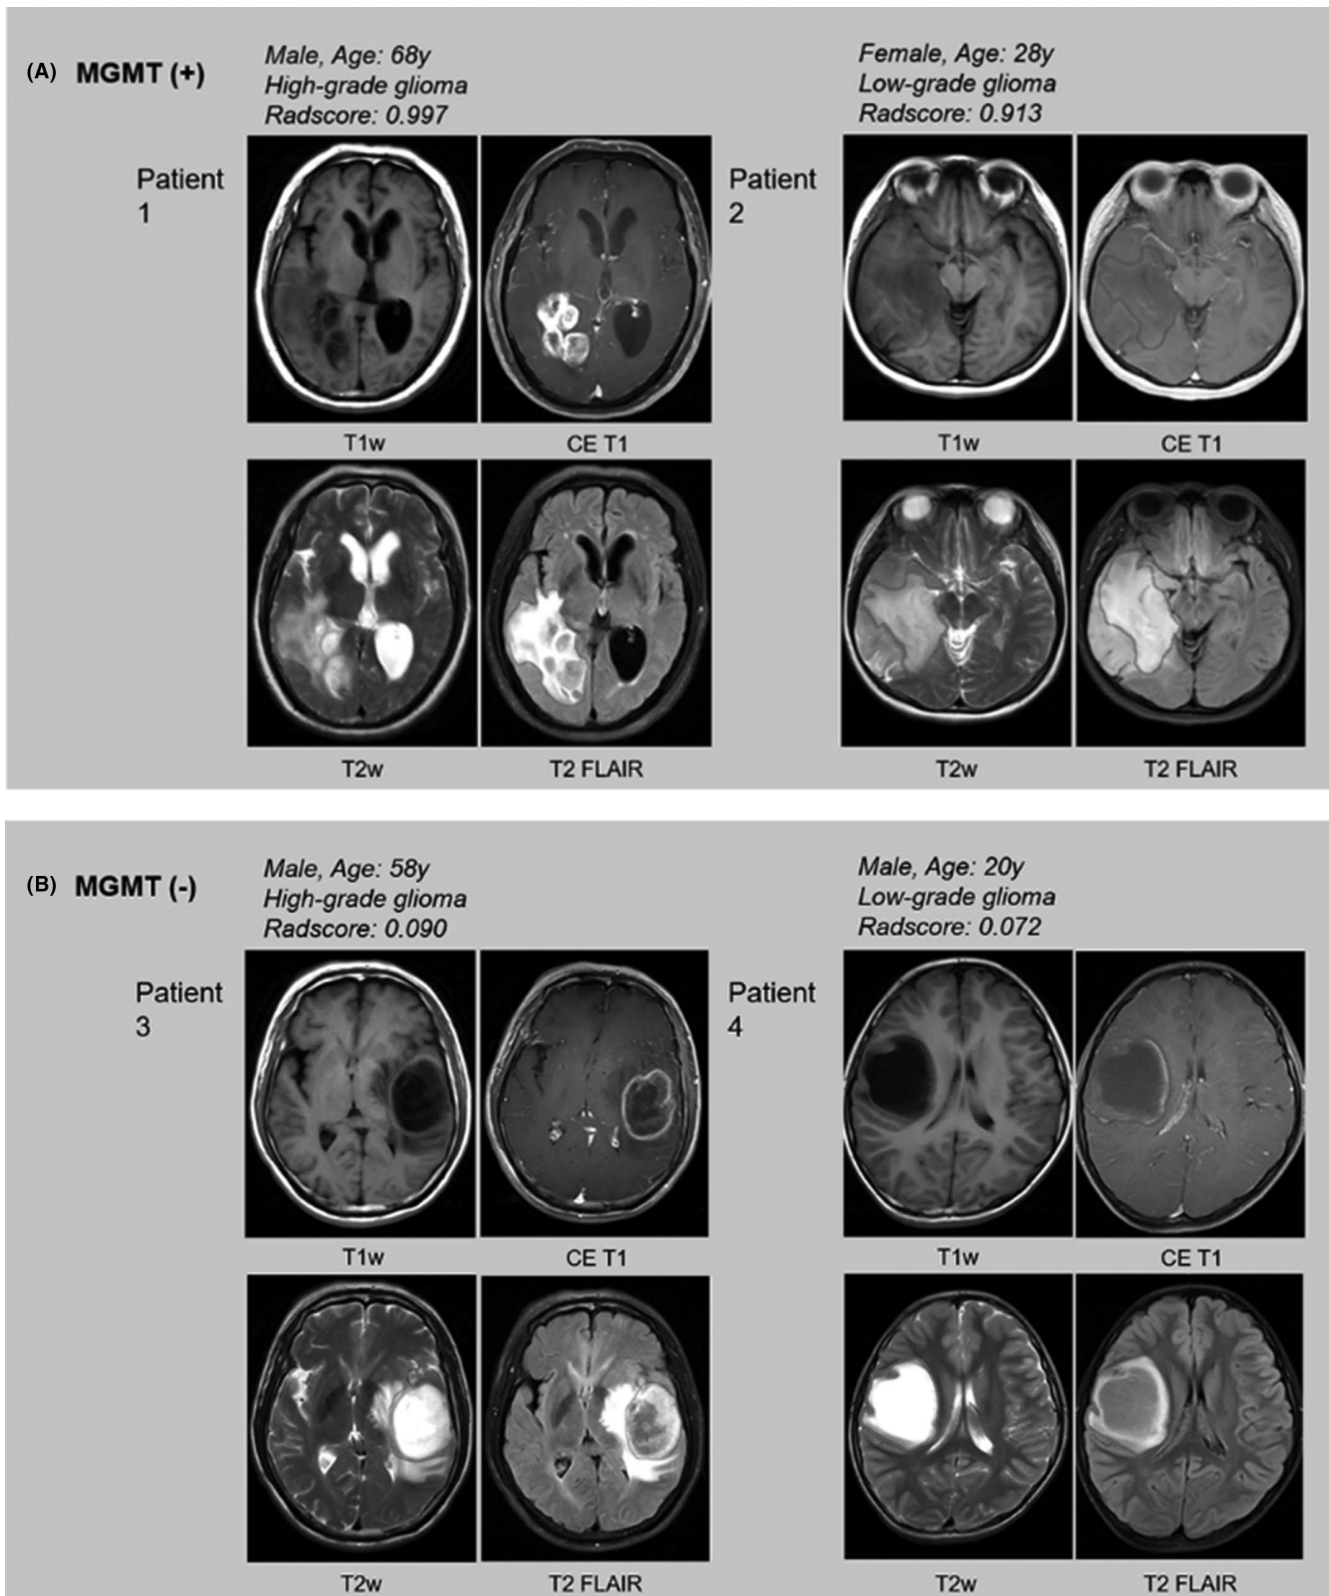 (A) MGMT (+)
Male, Age: 68y
High-grade glioma
Radscore: 0.997
Patient
1
T1w
CE T1
T2w
T2 FLAIR
Female, Age: 28y
Low-grade glioma
Radscore: 0.913
Patient
2
T1w
CE T1
T2w
T2 FLAIR
(B) MGMT (-)
Male, Age: 58y
High-grade glioma
Radscore: 0.090
Patient
3
T1w
CE T1
T2w
T2 FLAIR
Male, Age: 20y
Low-grade glioma
Radscore: 0.072
Patient
4
T1w
CE T1
T2w
T2 FLAIR